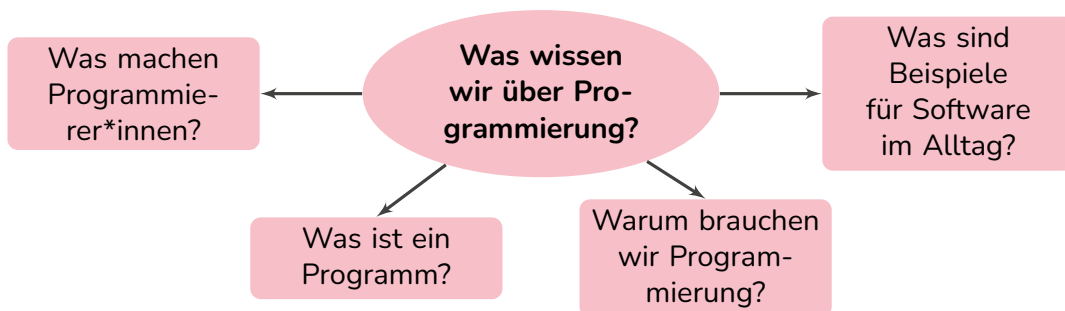 Was wissen
wir über Pro-
grammierung?
Was machen
Programmie-
rer*innen?
Was ist ein
Programm?
Warum brauchen
wir Program-
mierung?
Was sind
Beispiele
für Software
im Alltag?